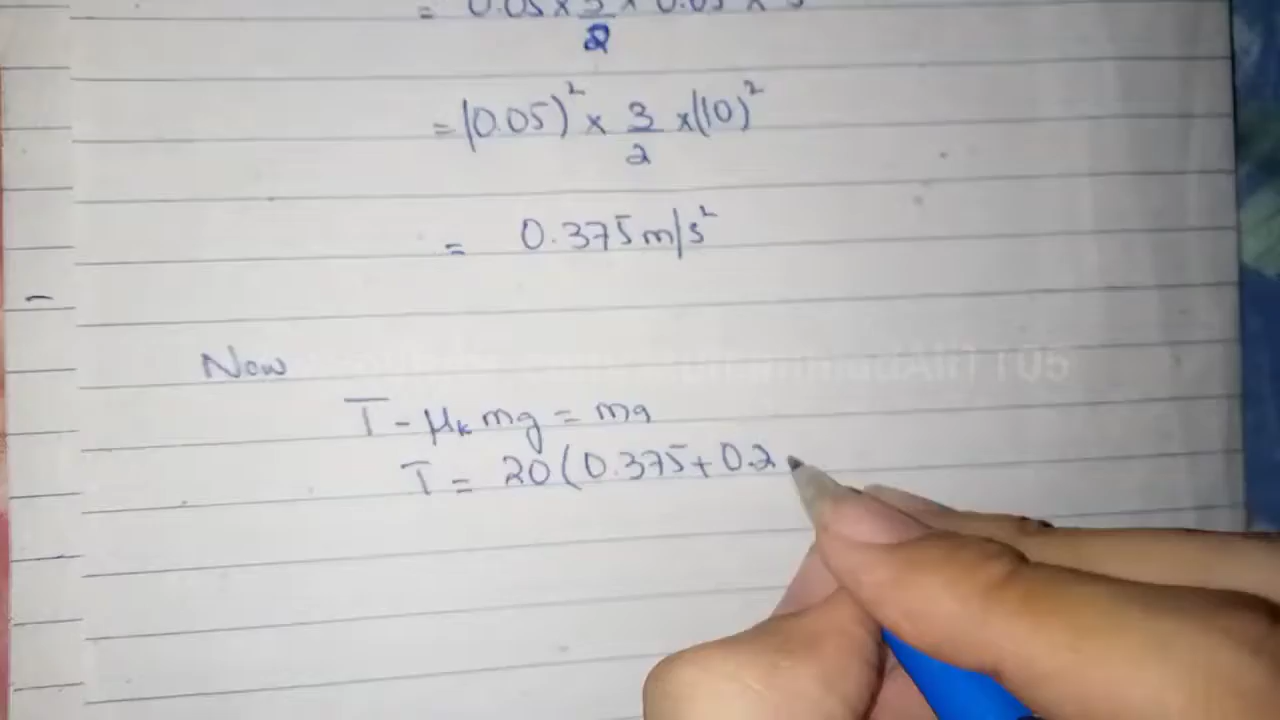 = (0.05)² × 3/2 × (10)²
= 0.375 m/s²
Now
T - μₖ mg = ma
T = 20 (0.375 + 0.2